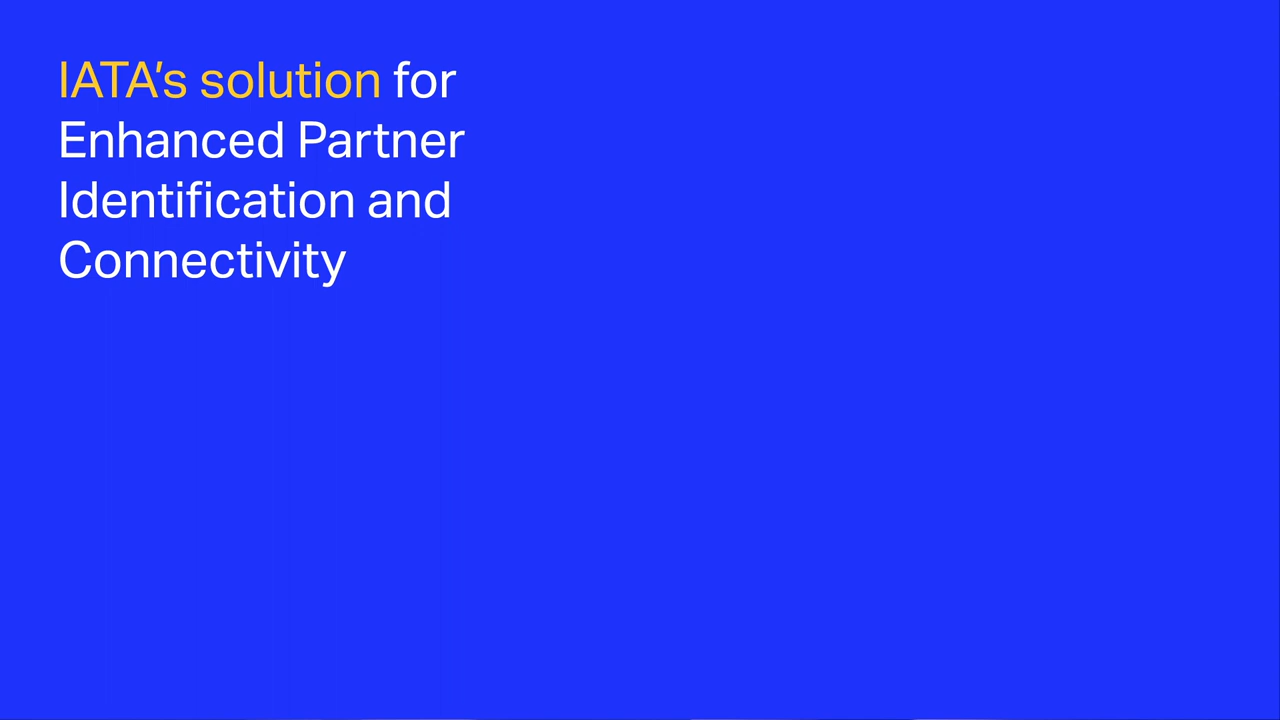 IATA’s solution for
Enhanced Partner
Identification and
Connectivity